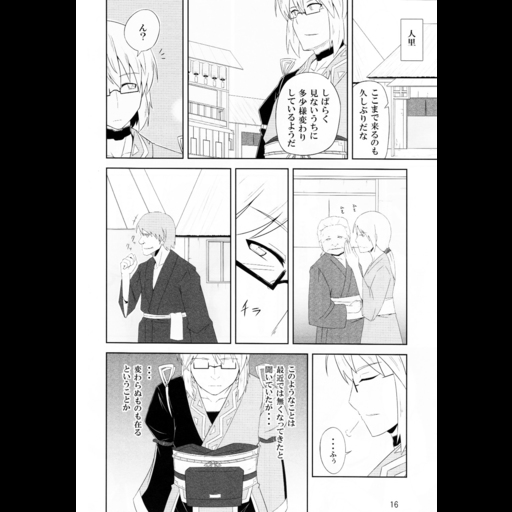 人里
ここまで来るのも
久しぶりだな
しばらく
見ないうちに
多少様変わり
しているようだ
ん?
チラ
・・・ふぅ
このようなことは
最近では無くなってきたと
聞いていたが・・・
・・・
変わらぬものも在る
ということか
16